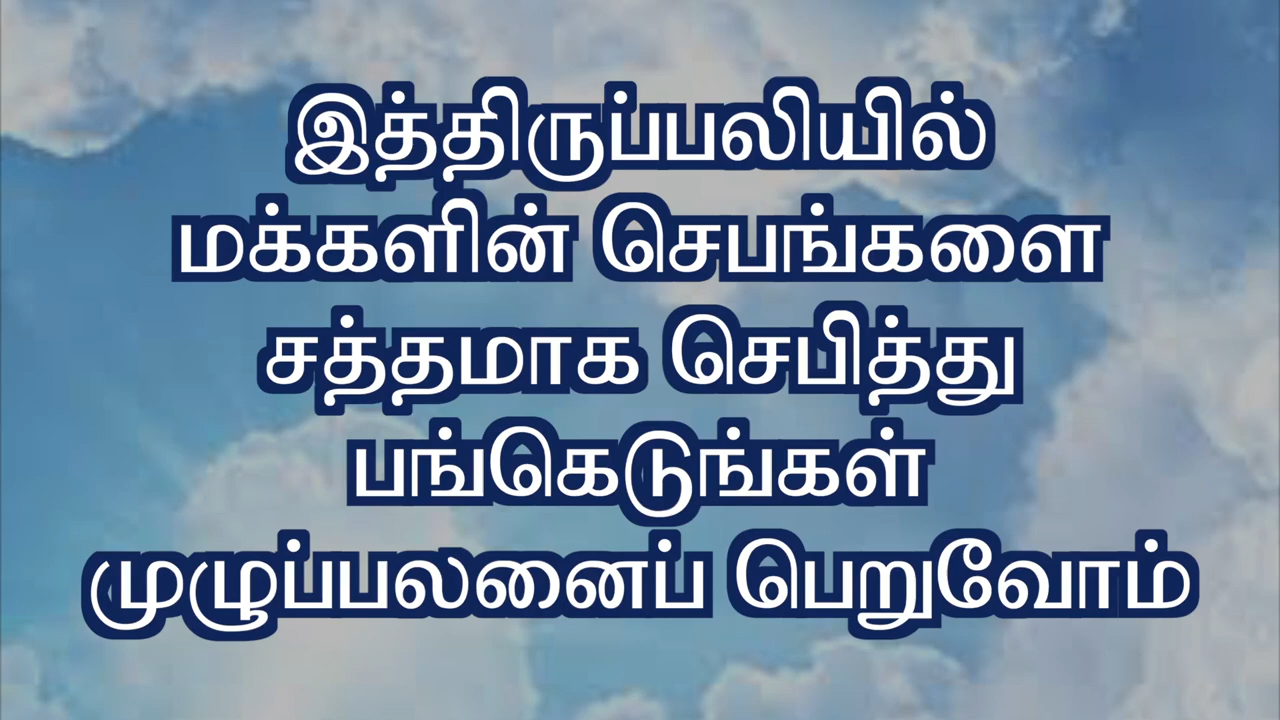 இத்திருப்பலியில்
மக்களின் செபங்களை
சத்தமாக செபித்து
பங்கெடுங்கள்
முழுப்பலனைப் பெறுவோம்